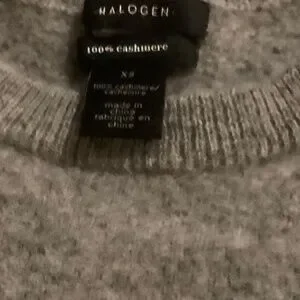 HALOGEN
100% cashmere
XS
100% cashmere/
cachemire
made in
china
fabriqué en
chine